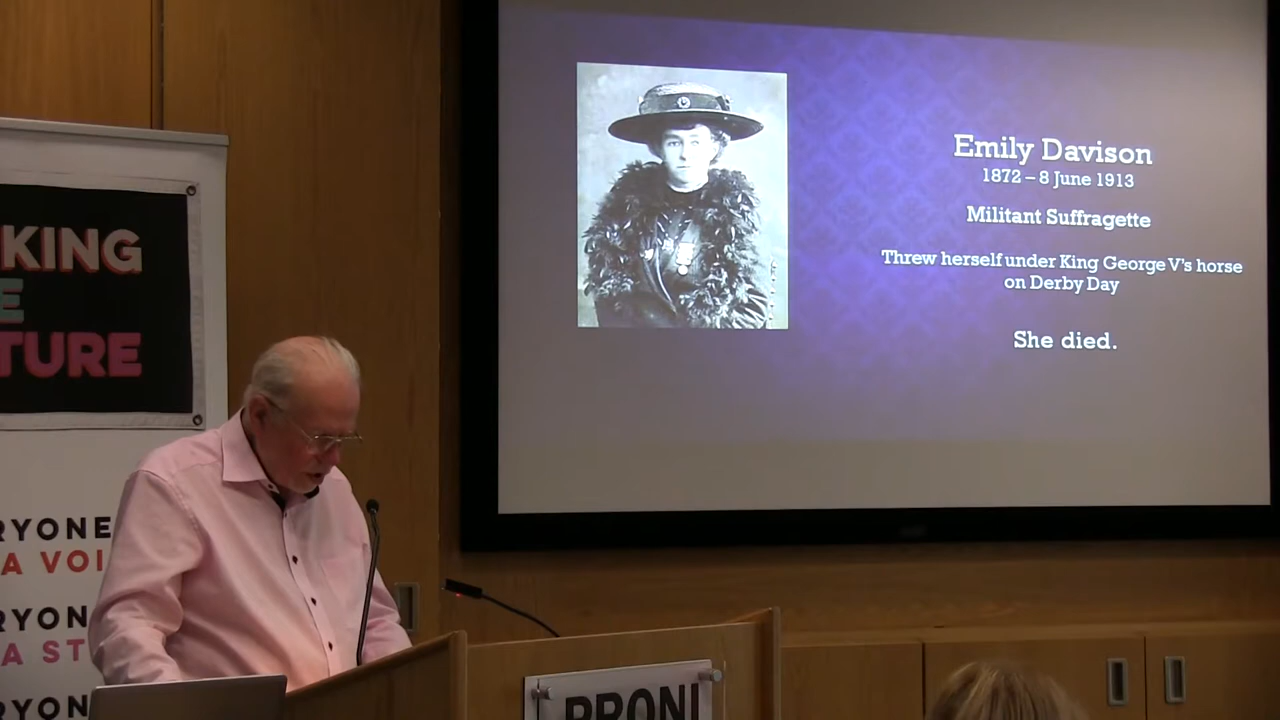 KING
E
TURE
RYONE
A VOI
RYON
A ST
RYON
Emily Davison
1872 – 8 June 1913
Militant Suffragette
Threw herself under King George V's horse
on Derby Day
She died.
PRONI